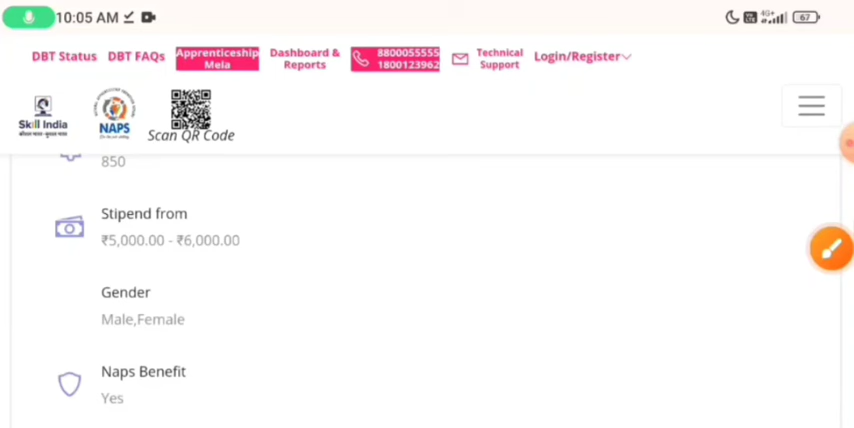 10:05 AM
4G+
67
DBT Status DBT FAQs Apprenticeship Mela Dashboard & Reports 8800055555 1800123962 Technical Support Login/Register
Skill India
NAPS
Scan QR Code
850
Stipend from
₹5,000.00 - ₹6,000.00
Gender
Male,Female
Naps Benefit
Yes